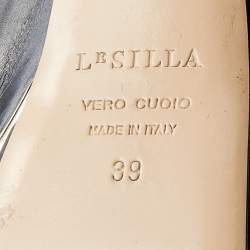 LE SILLA
VERO CUOIO
MADE IN ITALY
39